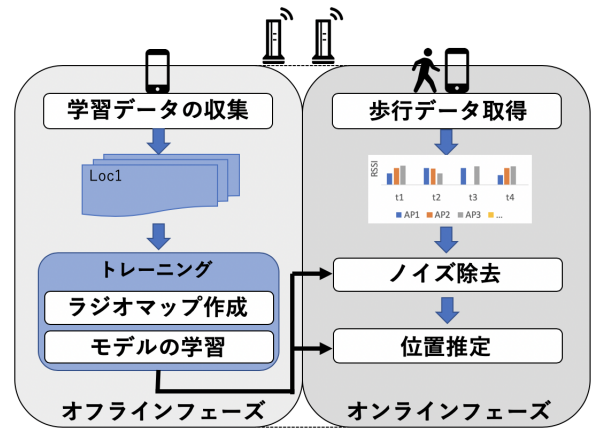 学習データの収集
Loc1
トレーニング
ラジオマップ作成
モデルの学習
オフラインフェーズ
歩行データ取得
RSSI
t1 t2 t3 t4
AP1 AP2 AP3 ...
ノイズ除去
位置推定
オンラインフェーズ